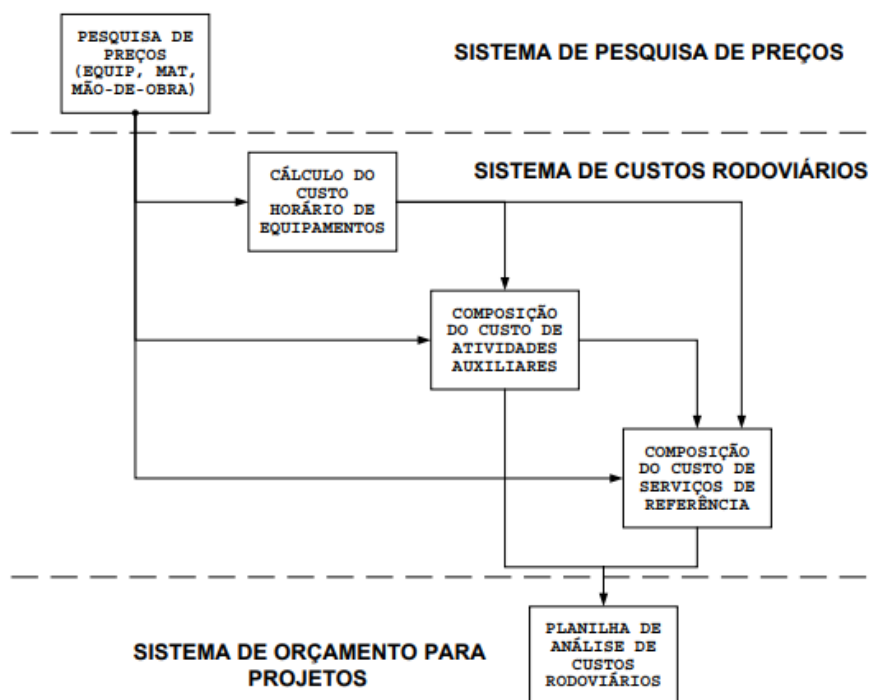 PESQUISA DE
PREÇOS
(EQUIP, MAT,
MÃO-DE-OBRA)
SISTEMA DE PESQUISA DE PREÇOS
SISTEMA DE CUSTOS RODOVIÁRIOS
CÁLCULO DO
CUSTO
HORÁRIO DE
EQUIPAMENTOS
COMPOSIÇÃO
DO CUSTO DE
ATIVIDADES
AUXILIARES
COMPOSIÇÃO
DO CUSTO DE
SERVIÇOS DE
REFERÊNCIA
SISTEMA DE ORÇAMENTO PARA
PROJETOS
PLANILHA DE
ANÁLISE DE
CUSTOS
RODOVIÁRIOS